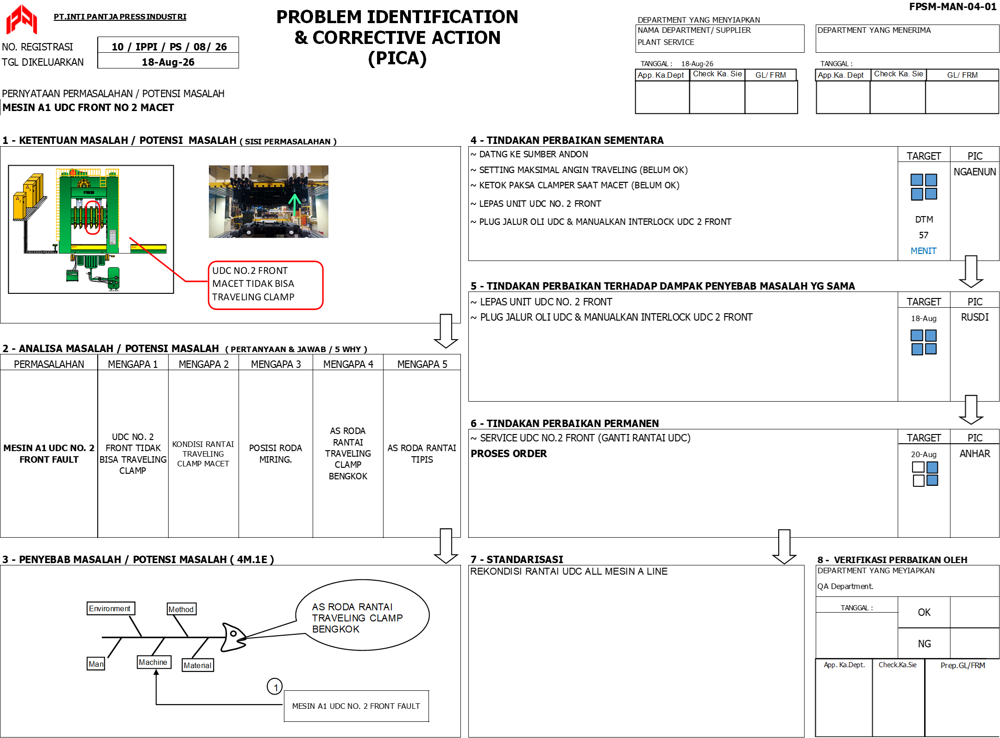 FPSM-MAN-04-01
PT.INTI PANTJA PRESS INDUSTRI
PROBLEM IDENTIFICATION
& CORRECTIVE ACTION
(PICA)
NO. REGISTRASI
10 / IPPI / PS / 08/ 26
TGL DIKELUARKAN
18-Aug-26
DEPARTMENT YANG MENYIAPKAN
NAMA DEPARTMENT/ SUPPLIER
PLANT SERVICE
TANGGAL : 18-Aug-26
App. Ka.Dept
Check Ka. Sie
GL/ FRM
DEPARTMENT YANG MENERIMA
TANGGAL :
App.Ka. Dept
Check Ka. Sie
GL/ FRM
PERNYATAAN PERMASALAHAN / POTENSI MASALAH
MESIN A1 UDC FRONT NO 2 MACET
1 - KETENTUAN MASALAH / POTENSI MASALAH ( SISI PERMASALAHAN )
UDC NO.2 FRONT
MACET TIDAK BISA
TRAVELING CLAMP
2 - ANALISA MASALAH / POTENSI MASALAH ( PERTANYAAN & JAWAB / 5 WHY )
PERMASALAHAN
MENGAPA 1
MENGAPA 2
MENGAPA 3
MENGAPA 4
MENGAPA 5
MESIN A1 UDC NO. 2
FRONT FAULT
UDC NO. 2
FRONT TIDAK
BISA TRAVELING
CLAMP
KONDISI RANTAI
TRAVELING
CLAMP MACET
POSISI RODA
MIRING.
AS RODA
RANTAI
TRAVELING
CLAMP
BENGKOK
AS RODA RANTAI
TIPIS
3 - PENYEBAB MASALAH / POTENSI MASALAH ( 4M.1E )
Environment
Method
Man
Machine
Material
AS RODA RANTAI
TRAVELING CLAMP
BENGKOK
1
MESIN A1 UDC NO. 2 FRONT FAULT
4 - TINDAKAN PERBAIKAN SEMENTARA
~ DATNG KE SUMBER ANDON
~ SETTING MAKSIMAL ANGIN TRAVELING (BELUM OK)
~ KETOK PAKSA CLAMPER SAAT MACET (BELUM OK)
~ LEPAS UNIT UDC NO. 2 FRONT
~ PLUG JALUR OLI UDC & MANUALKAN INTERLOCK UDC 2 FRONT
TARGET
PIC
NGAENUN
DTM
57
MENIT
5 - TINDAKAN PERBAIKAN TERHADAP DAMPAK PENYEBAB MASALAH YG SAMA
~ LEPAS UNIT UDC NO. 2 FRONT
~ PLUG JALUR OLI UDC & MANUALKAN INTERLOCK UDC 2 FRONT
TARGET
PIC
18-Aug
RUSDI
6 - TINDAKAN PERBAIKAN PERMANEN
~ SERVICE UDC NO.2 FRONT (GANTI RANTAI UDC)
PROSES ORDER
TARGET
PIC
20-Aug
ANHAR
7 - STANDARISASI
REKONDISI RANTAI UDC ALL MESIN A LINE
8 - VERIFIKASI PERBAIKAN OLEH
DEPARTMENT YANG MEYIAPKAN
QA Department.
TANGGAL :
OK
NG
App. Ka.Dept.
Check.Ka.Sie
Prep.GL/FRM